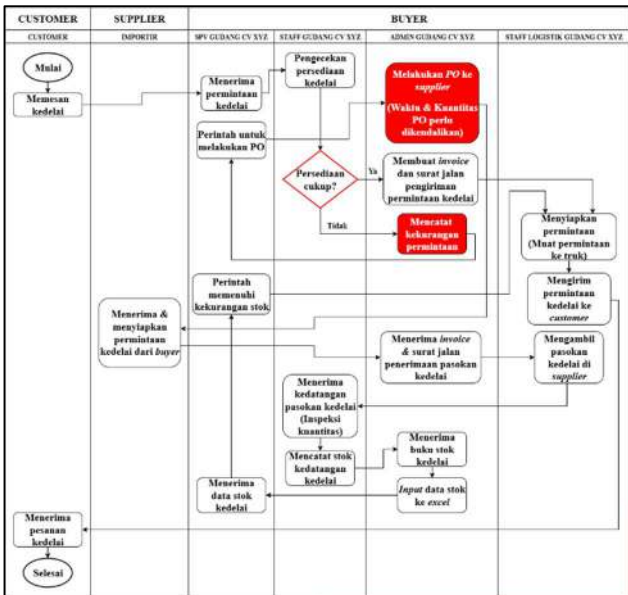 CUSTOMER
SUPPLIER
BUYER
CUSTOMER
IMPORTIR
SPV GUDANG CV XYZ
STAFF GUDANG CV XYZ
ADMIN GUDANG CV XYZ
STAFF LOGISTIK GUDANG CV XYZ
Mulai
Memesan
kedelai
Menerima
permintaan
kedelai
Pengecekan
persediaan
kedelai
Melakukan PO ke
supplier
(Waktu & Kuantitas
PO perlu
dikendalikan)
Perintah untuk
melakukan PO
Persediaan
cukup?
Ya
Membuat invoice
dan surat jalan
pengiriman
permintaan kedelai
Tidak
Mencatat
kekurangan
permintaan
Menyiapkan
permintaan
(Muat permintaan
ke truk)
Perintah
memenuhi
kekurangan stok
Mengirim
permintaan
kedelai ke customer
Menerima &
menyiapkan
permintaan
kedelai dari buyer
Menerima invoice
& surat jalan
penerimaan pasokan
kedelai
Mengambil
pasokan
kedelai di
supplier
Menerima
kedatangan
pasokan kedelai
(Inspeksi
kuantitas)
Mencatat stok
kedatangan
kedelai
Menerima
buku stok
kedelai
Input data stok
ke excel
Menerima
data stok
kedelai
Menerima
pesanan
kedelai
Selesai